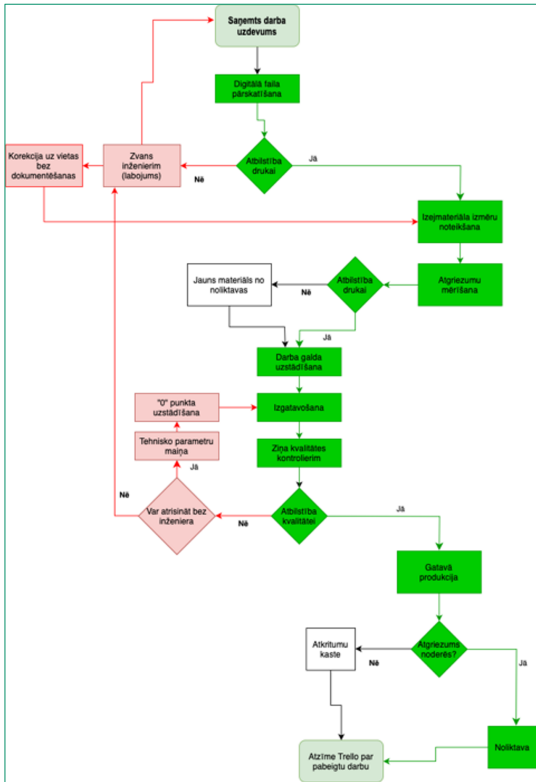 Saņemts darba
uzdevums
Digitālā faila
pārskatīšana
Korekcija uz vietas
bez
dokumentēšanas
Zvans
inženierim
(labojums)
Nē
Atbilstība
drukai
Jā
Izejmateriāla izmēru
noteikšana
Jauns materiāls no
noliktavas
Nē
Atbilstība
drukai
Atgriezumu
mērīšana
Jā
Darba galda
uzstādīšana
"0" punkta
uzstādīšana
Izgatavošana
Tehnisko parametru
maiņa
Ziņa kvalitātes
kontrolierim
Jā
Nē
Var atrisināt bez
inženiera
Nē
Atbilstība
kvalitātei
Jā
Gatavā
produkcija
Atkritumu
kaste
Nē
Atgriezums
noderēs?
Jā
Atzīme Trello par
pabeigtu darbu
Noliktava